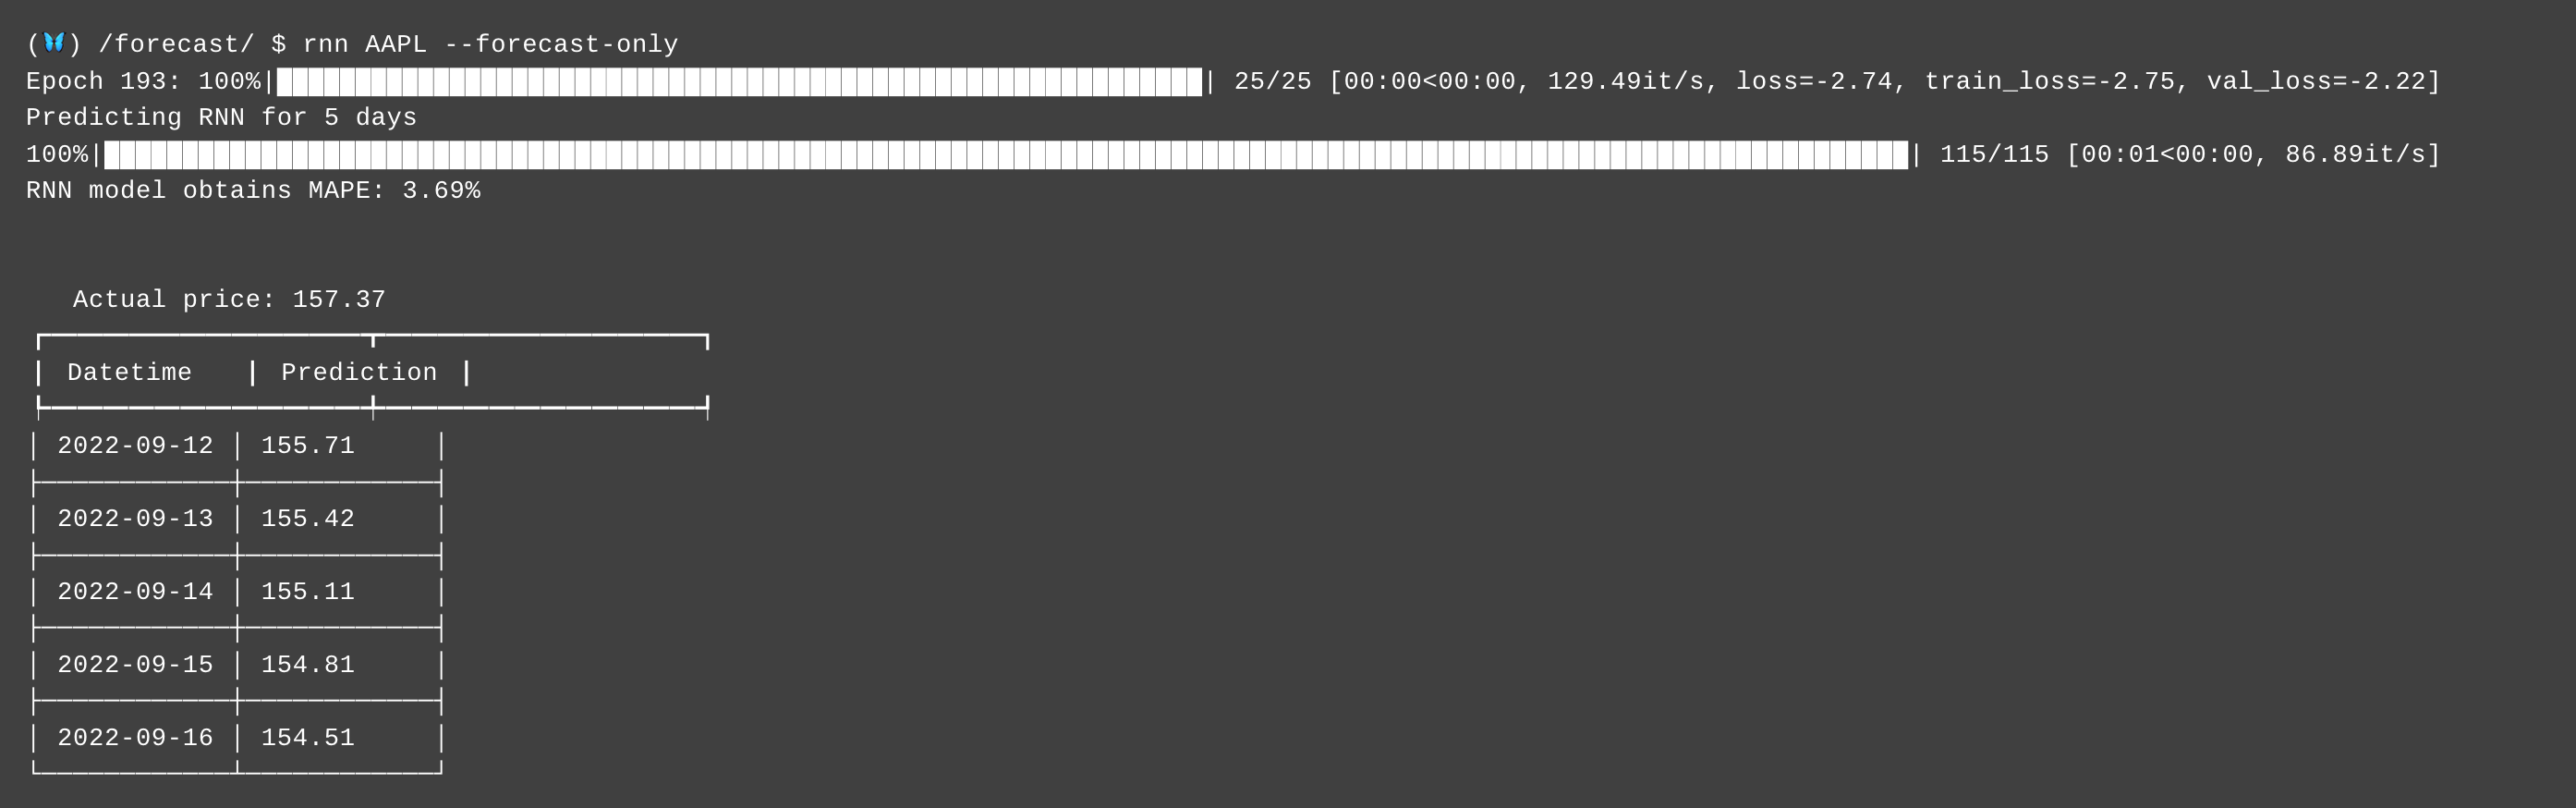 (🦋) /forecast/ $ rnn AAPL --forecast-only
Epoch 193: 100%|███████████████████████████████████████████████████████████| 25/25 [00:00<00:00, 129.49it/s, loss=-2.74, train_loss=-2.75, val_loss=-2.22]
Predicting RNN for 5 days
100%|███████████████████████████████████████████████████████████████████████████████████████████████████████████████████| 115/115 [00:01<00:00, 86.89it/s]
RNN model obtains MAPE: 3.69%
Actual price: 157.37
┃ Datetime ┃ Prediction ┃
│ 2022-09-12 │ 155.71 │
│ 2022-09-13 │ 155.42 │
│ 2022-09-14 │ 155.11 │
│ 2022-09-15 │ 154.81 │
│ 2022-09-16 │ 154.51 │